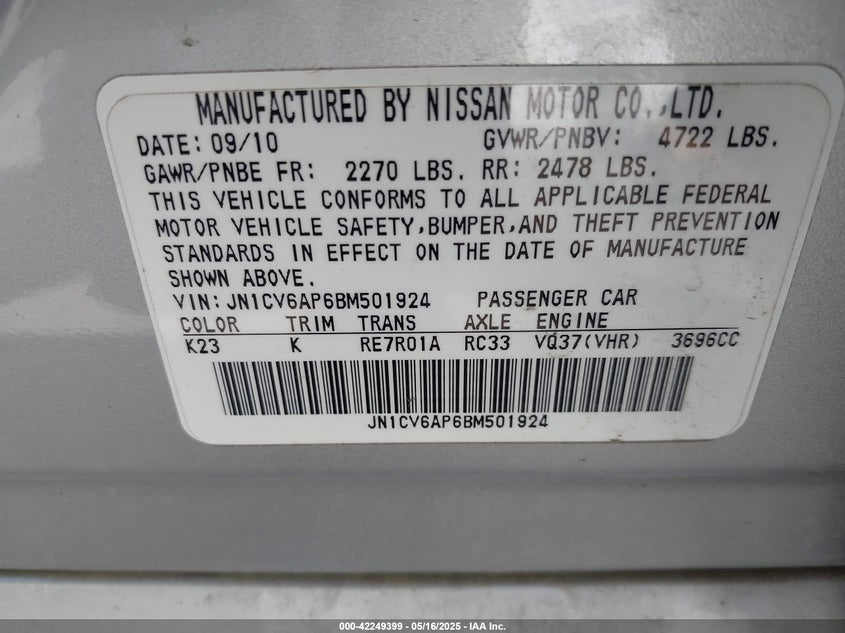 MANUFACTURED BY NISSAN MOTOR CO.,LTD.
DATE: 09/10 GVWR/PNBV: 4722 LBS.
GAWR/PNBE FR: 2270 LBS. RR: 2478 LBS.
THIS VEHICLE CONFORMS TO ALL APPLICABLE FEDERAL
MOTOR VEHICLE SAFETY,BUMPER,AND THEFT PREVENTION
STANDARDS IN EFFECT ON THE DATE OF MANUFACTURE
SHOWN ABOVE.
VIN: JN1CV6AP6BM501924 PASSENGER CAR
COLOR TRIM TRANS AXLE ENGINE
K23 K RE7R01A RC33 VQ37(VHR) 3696CC
JN1CV6AP6BM501924
000-42249399 - 05/16/2025 - IAA Inc.